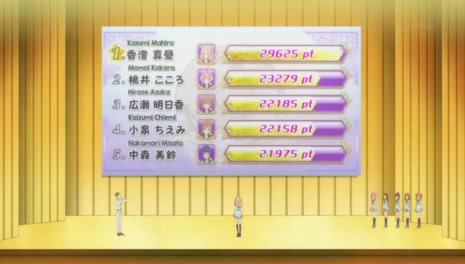 Kasumi Mahiru
1. 香澄 真昼 29625 pt
Momoi Kokoro
2. 桃井 こころ 23279 pt
Hirose Asuka
3. 広瀬 明日香 22185 pt
Koizumi Chiemi
4. 小泉 ちえみ 22158 pt
Nakamori Misato
5. 中森 美鈴 21975 pt